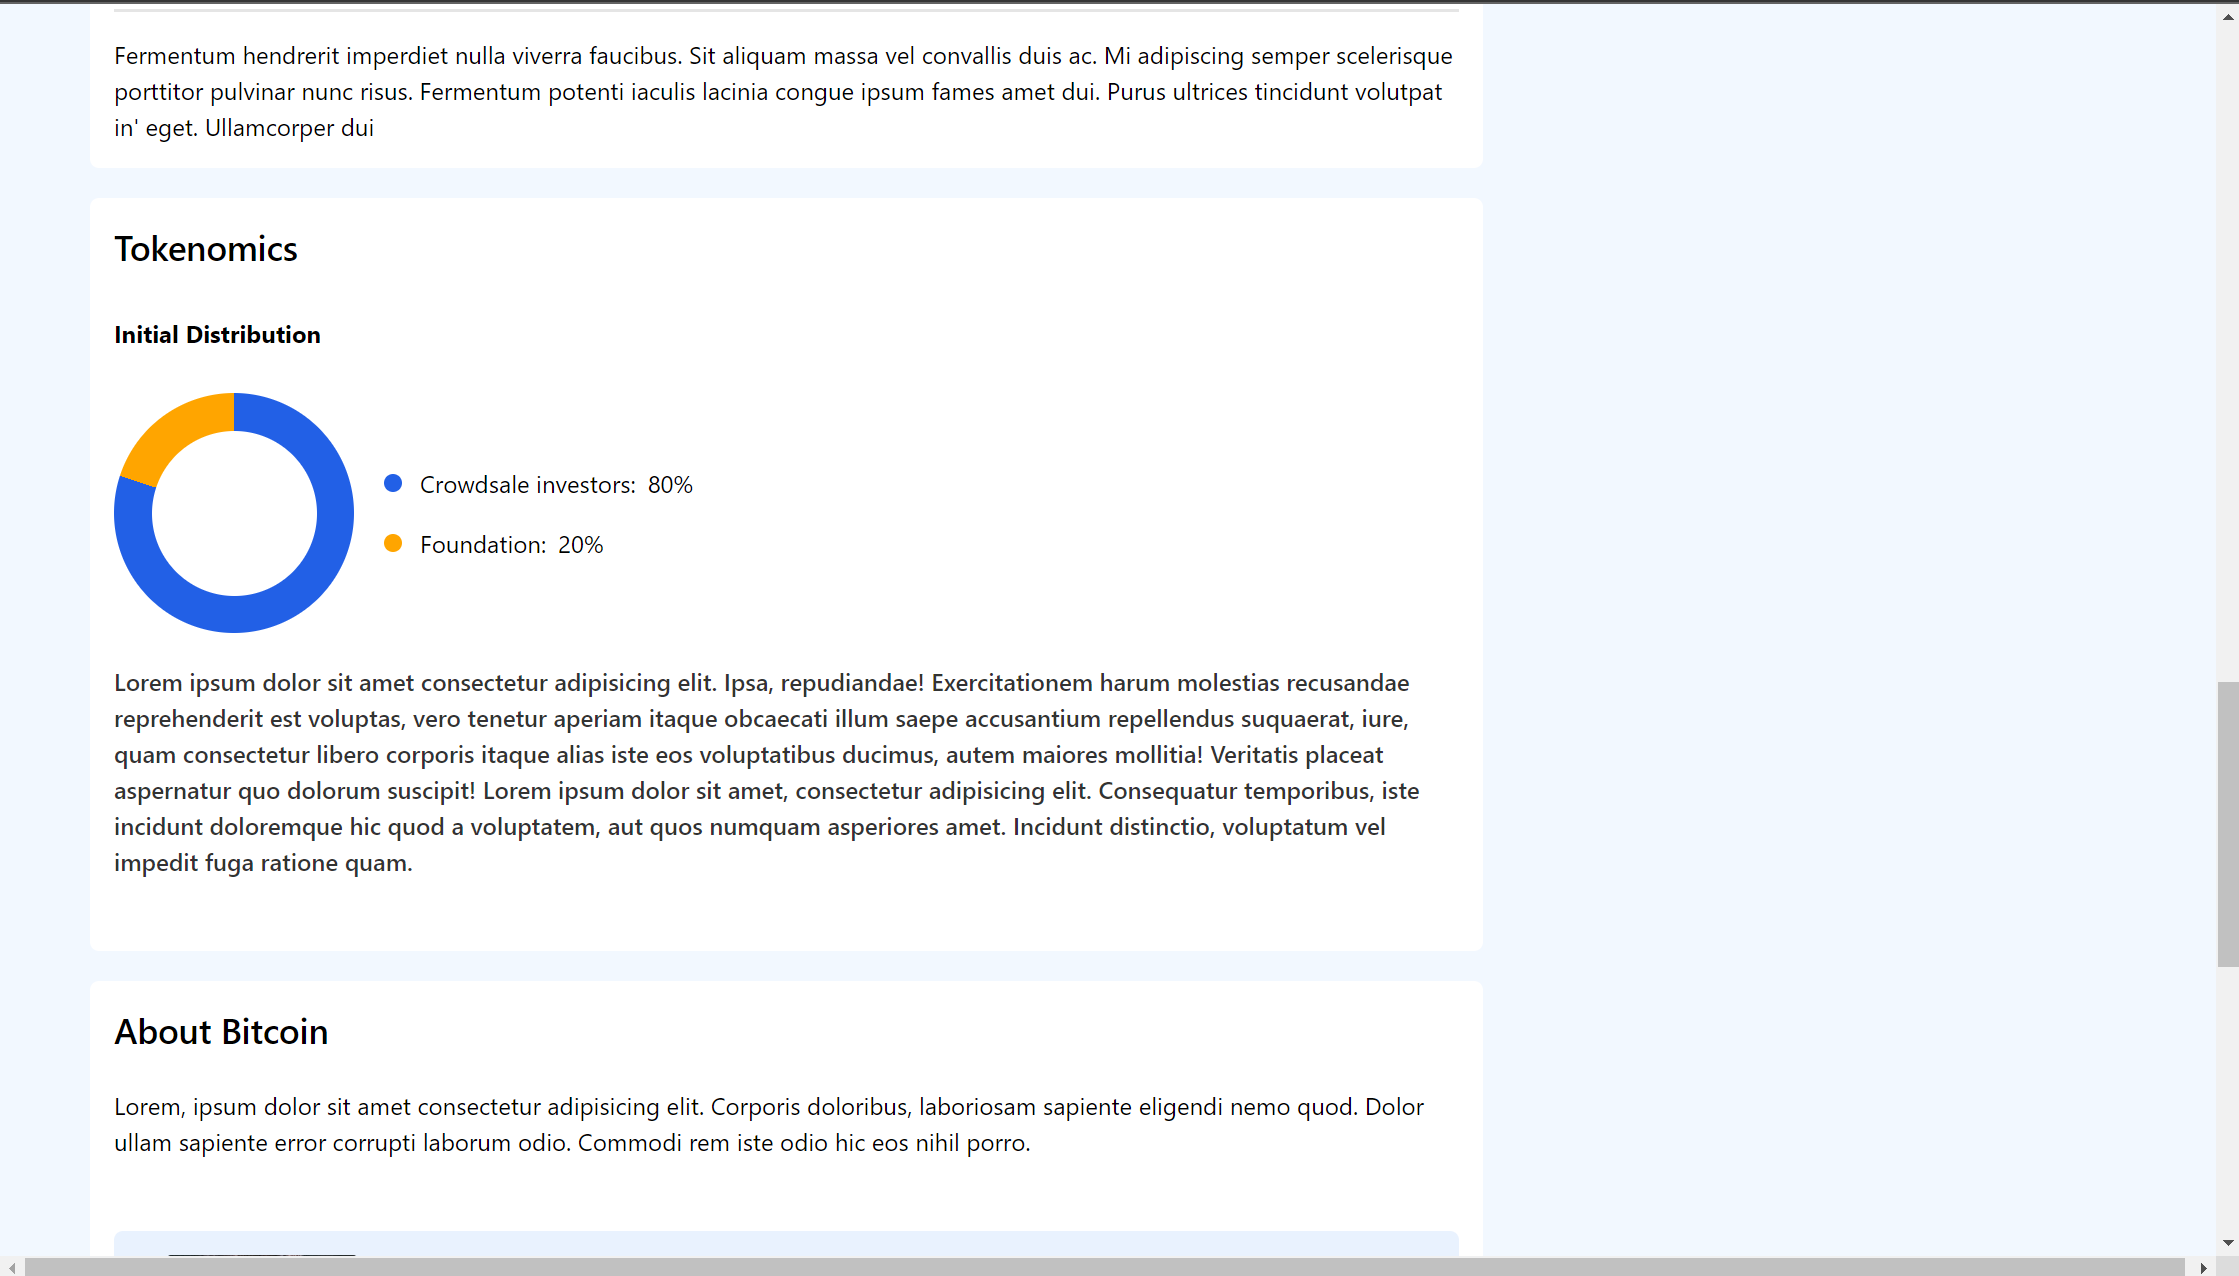 Fermentum hendrerit imperdiet nulla viverra faucibus. Sit aliquam massa vel convallis duis ac. Mi adipiscing semper scelerisque
porttitor pulvinar nunc risus. Fermentum potenti iaculis lacinia congue ipsum fames amet dui. Purus ultrices tincidunt volutpat
in' eget. Ullamcorper dui
Tokenomics
Initial Distribution
Crowdsale investors: 80%
Foundation: 20%
Lorem ipsum dolor sit amet consectetur adipisicing elit. Ipsa, repudiandae! Exercitationem harum molestias recusandae
reprehenderit est voluptas, vero tenetur aperiam itaque obcaecati illum saepe accusantium repellendus suquaerat, iure,
quam consectetur libero corporis itaque alias iste eos voluptatibus ducimus, autem maiores mollitia! Veritatis placeat
aspernatur quo dolorum suscipit! Lorem ipsum dolor sit amet, consectetur adipisicing elit. Consequatur temporibus, iste
incidunt doloremque hic quod a voluptatem, aut quos numquam asperiores amet. Incidunt distinctio, voluptatum vel
impedit fuga ratione quam.
About Bitcoin
Lorem, ipsum dolor sit amet consectetur adipisicing elit. Corporis doloribus, laboriosam sapiente eligendi nemo quod. Dolor
ullam sapiente error corrupti laborum odio. Commodi rem iste odio hic eos nihil porro.